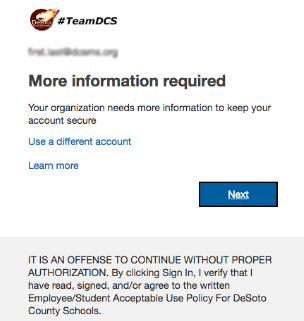 #TeamDCS
first.last@dcsms.org
More information required
Your organization needs more information to keep your
account secure
Use a different account
Learn more
Next
IT IS AN OFFENSE TO CONTINUE WITHOUT PROPER
AUTHORIZATION. By clicking Sign In, I verify that I
have read, signed, and/or agree to the written
Employee/Student Acceptable Use Policy For DeSoto
County Schools.